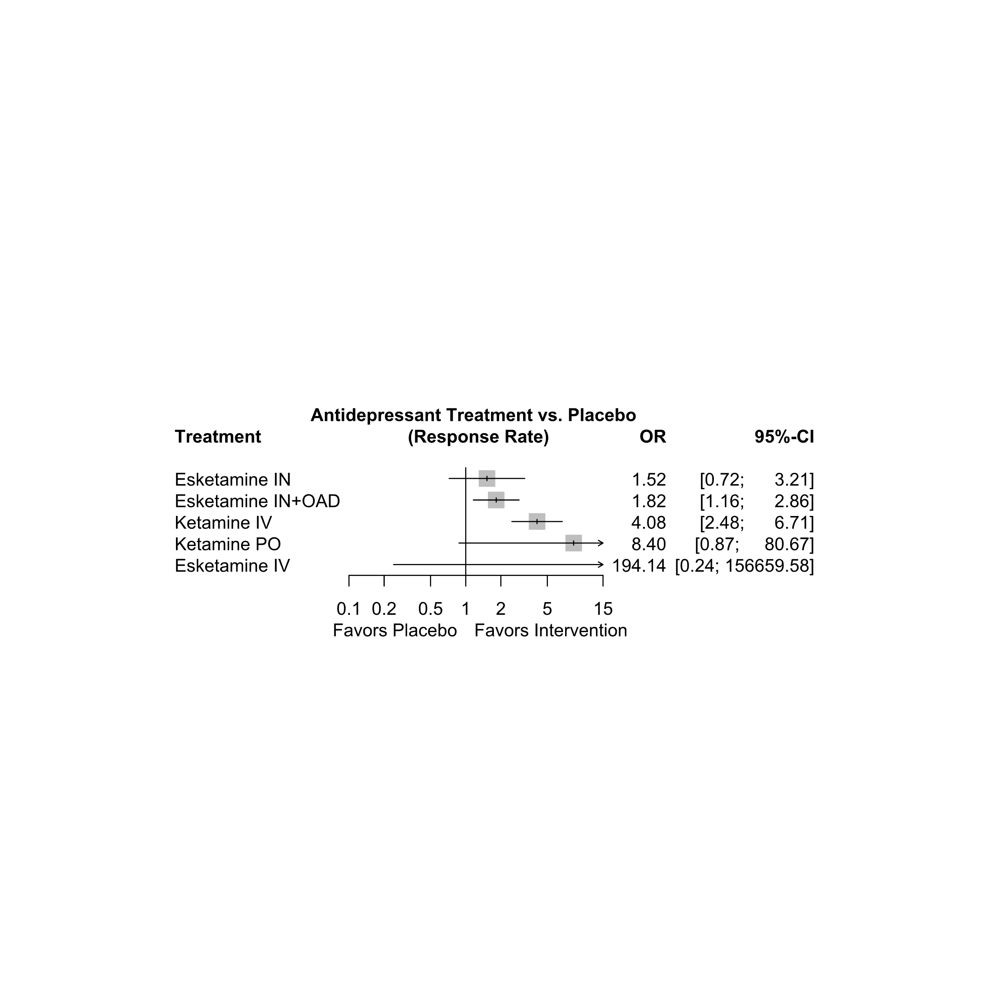 Antidepressant Treatment vs. Placebo
Treatment (Response Rate) OR 95%-CI
Esketamine IN 1.52 [0.72; 3.21]
Esketamine IN+OAD 1.82 [1.16; 2.86]
Ketamine IV 4.08 [2.48; 6.71]
Ketamine PO 8.40 [0.87; 80.67]
Esketamine IV 194.14 [0.24; 156659.58]
0.1 0.2 0.5 1 2 5 15
Favors Placebo Favors Intervention